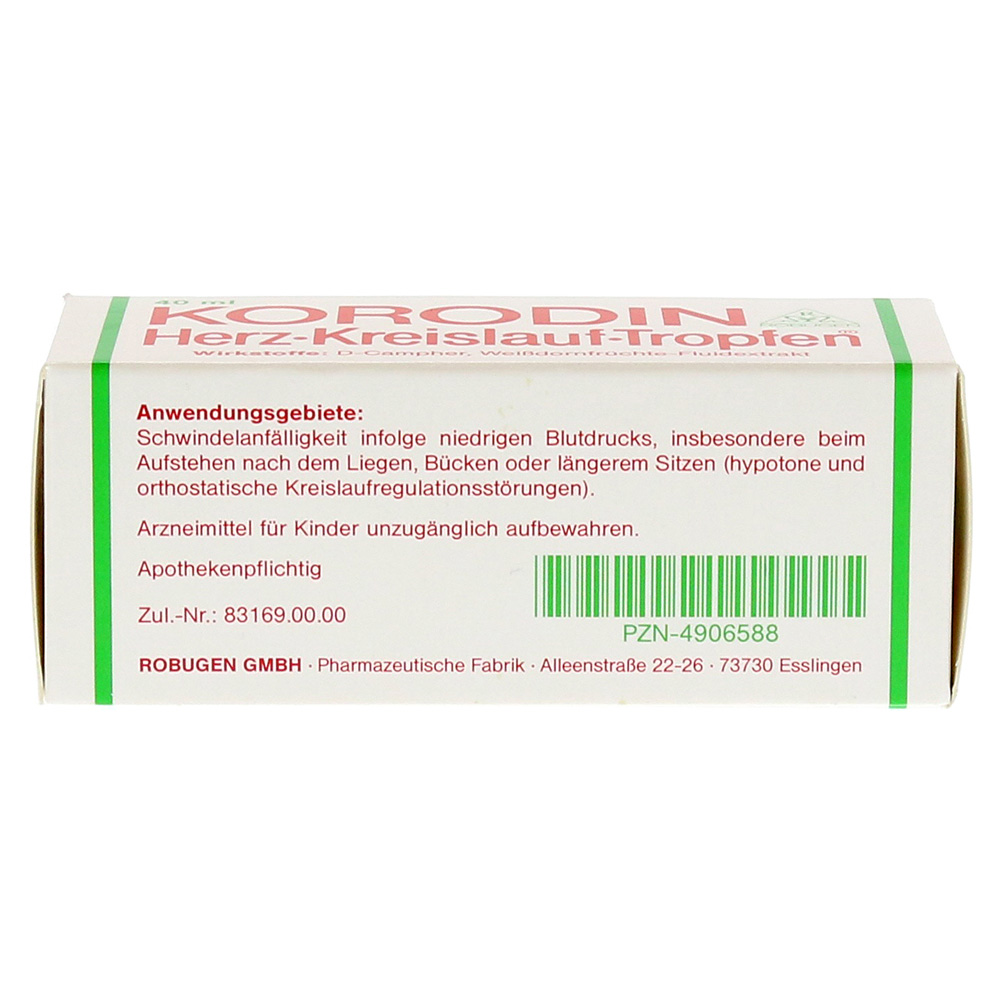 40 ml
KORODIN
Herz-Kreislauf-Tropfen®
Wirkstoffe: D-Campher, Weißdornfrüchte-Fluidextrakt
Anwendungsgebiete:
Schwindelanfälligkeit infolge niedrigen Blutdrucks, insbesondere beim
Aufstehen nach dem Liegen, Bücken oder längerem Sitzen (hypotone und
orthostatische Kreislaufregulationsstörungen).
Arzneimittel für Kinder unzugänglich aufbewahren.
Apothekenpflichtig
Zul.-Nr.: 83169.00.00
PZN-4906588
ROBUGEN GMBH · Pharmazeutische Fabrik · Alleenstraße 22-26 · 73730 Esslingen